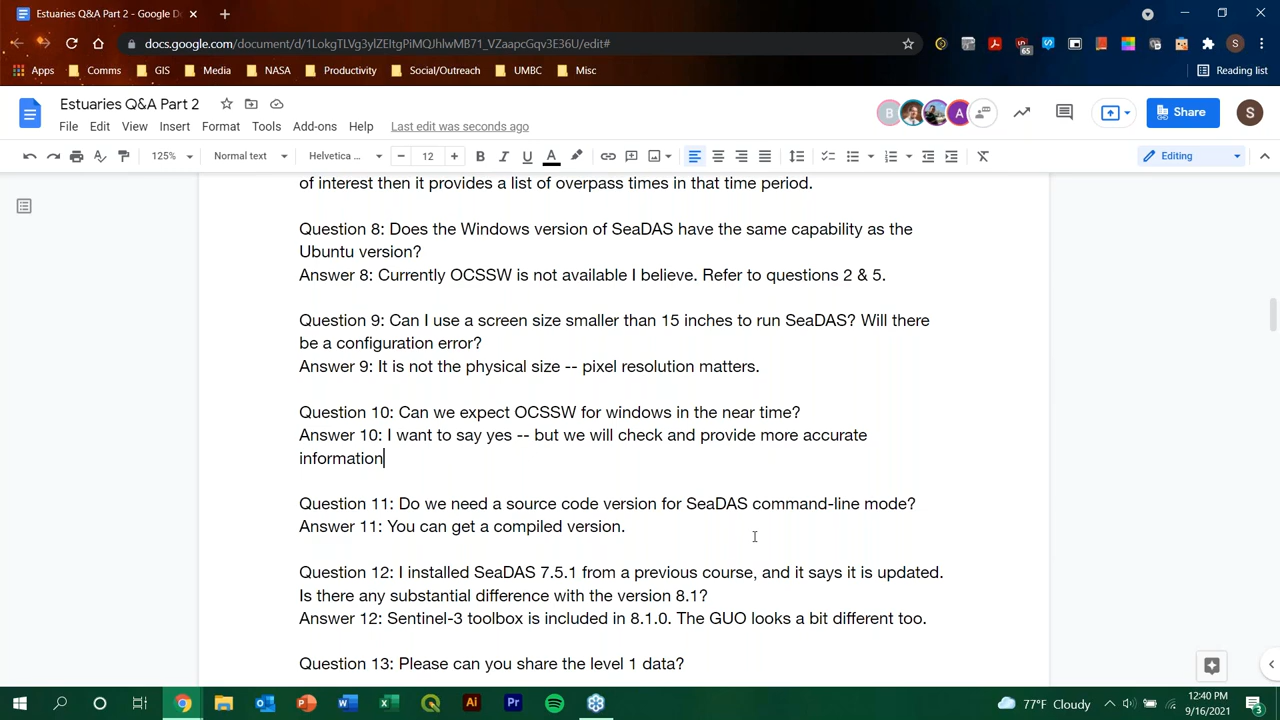 Estuaries Q&A Part 2 - Google D
docs.google.com/document/d/1LokgTLVg3ylZEItgPiMQJhlwMB71_VZaapcGqv3E36U/edit#
Apps
Comms
GIS
Media
NASA
Productivity
Social/Outreach
UMBC
Misc
Reading list
Estuaries Q&A Part 2
File
Edit
View
Insert
Format
Tools
Add-ons
Help
Last edit was seconds ago
B
A
Share
S
125%
Normal text
Helvetica ...
12
Editing
of interest then it provides a list of overpass times in that time period.
Question 8: Does the Windows version of SeaDAS have the same capability as the
Ubuntu version?
Answer 8: Currently OCSSW is not available I believe. Refer to questions 2 & 5.
Question 9: Can I use a screen size smaller than 15 inches to run SeaDAS? Will there
be a configuration error?
Answer 9: It is not the physical size -- pixel resolution matters.
Question 10: Can we expect OCSSW for windows in the near time?
Answer 10: I want to say yes -- but we will check and provide more accurate
information
Question 11: Do we need a source code version for SeaDAS command-line mode?
Answer 11: You can get a compiled version.
Question 12: I installed SeaDAS 7.5.1 from a previous course, and it says it is updated.
Is there any substantial difference with the version 8.1?
Answer 12: Sentinel-3 toolbox is included in 8.1.0. The GUO looks a bit different too.
Question 13: Please can you share the level 1 data?
77°F Cloudy
12:40 PM
9/16/2021